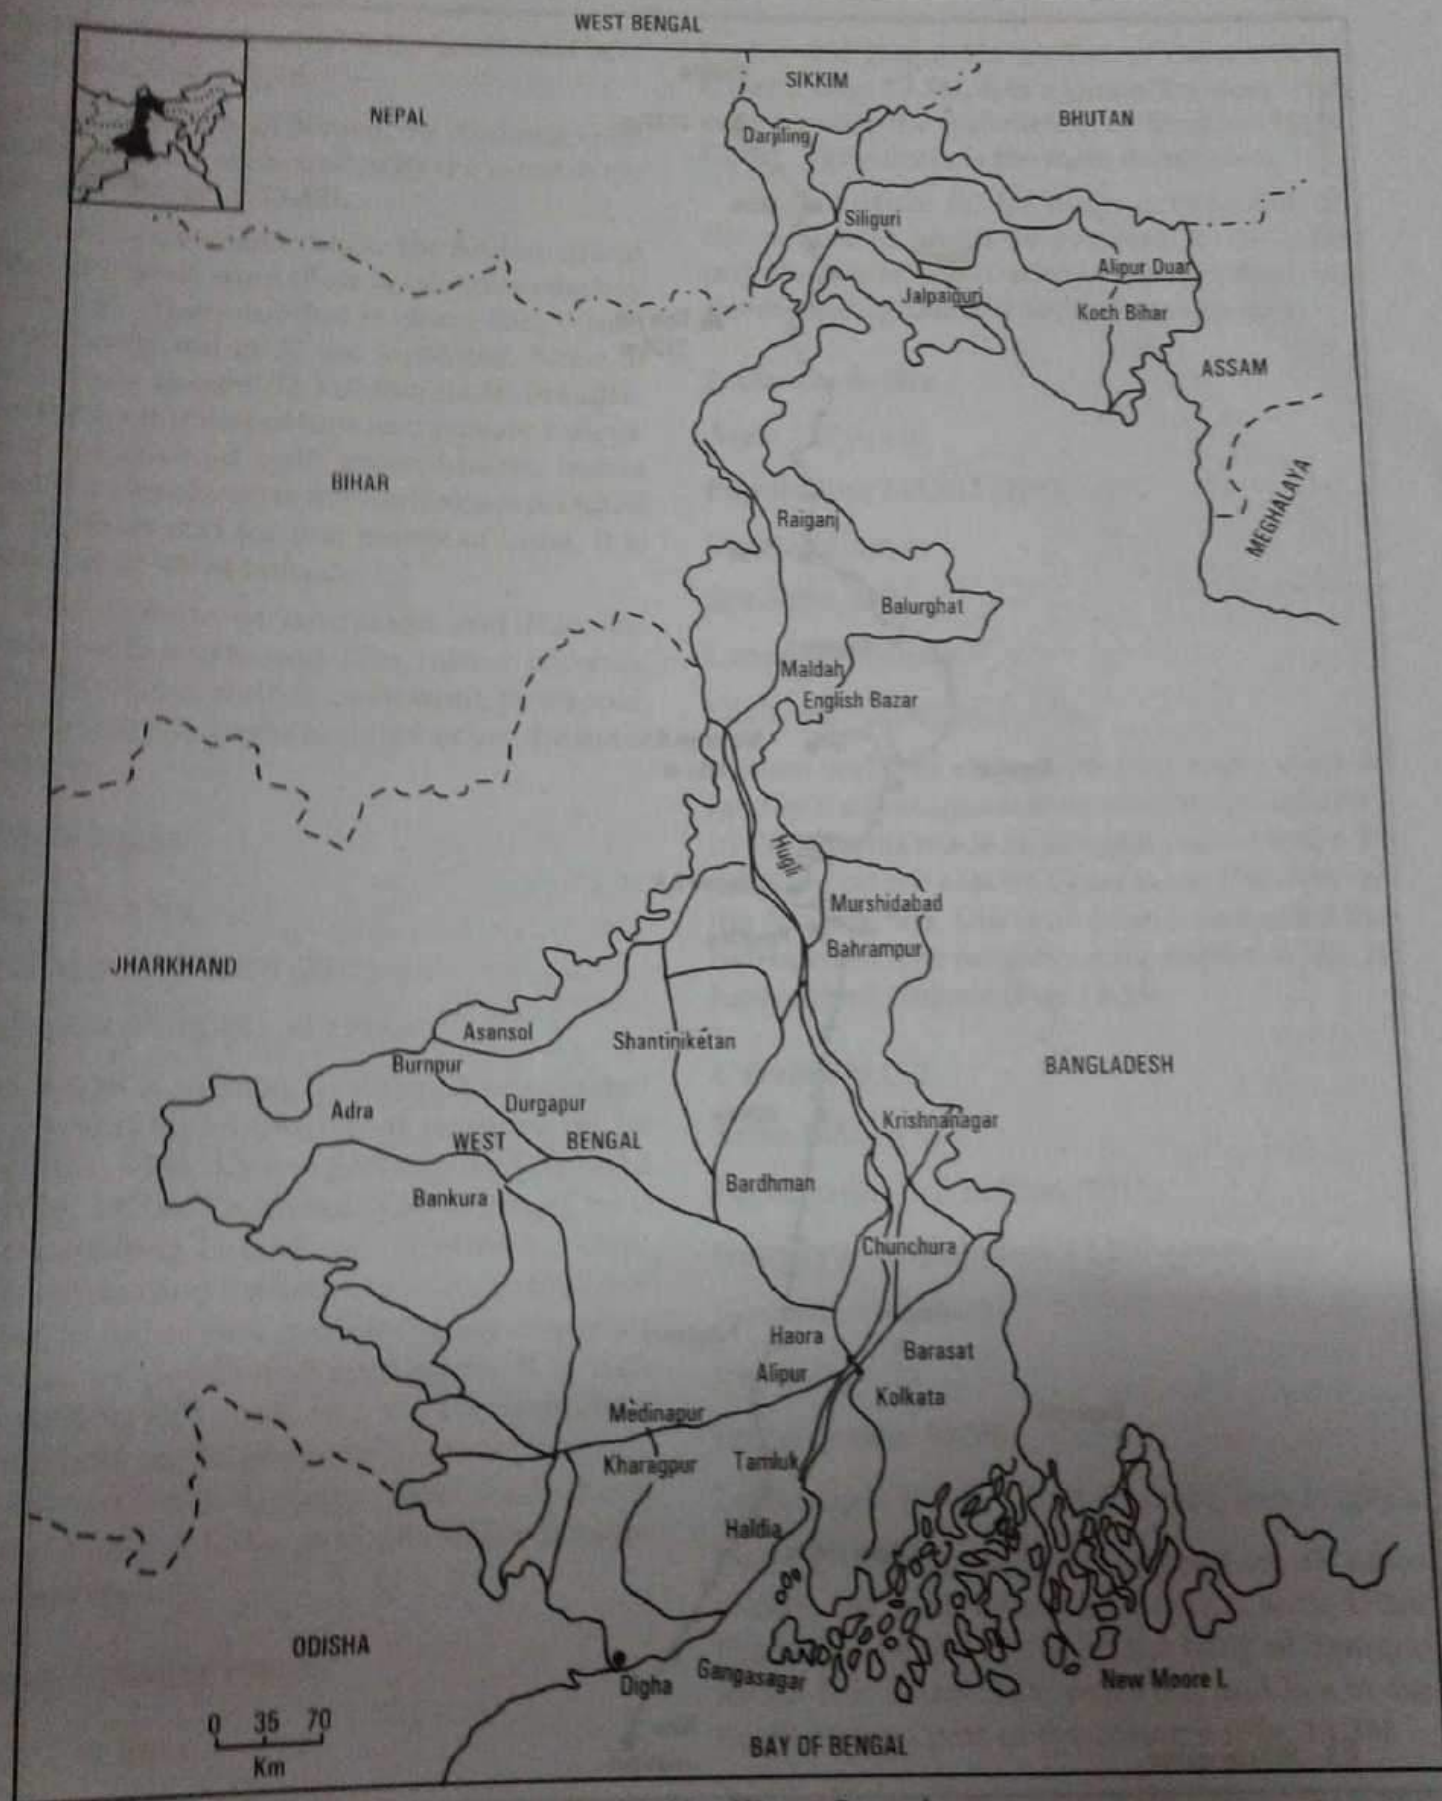 WEST BENGAL
SIKKIM
NEPAL
BHUTAN
Darjiling
Siliguri
Alipur Duar
Jalpaiguri
Koch Bihar
ASSAM
BIHAR
MEGHALAYA
Raiganj
Balurghat
Maldah
English Bazar
Hugli
Murshidabad
Bahrampur
JHARKHAND
Asansol
Shantiniketan
Burnpur
BANGLADESH
Adra
Durgapur
Krishnanagar
WEST BENGAL
Bankura
Bardhman
Chunchura
Haora
Barasat
Alipur
Kolkata
Medinapur
Kharagpur
Tamluk
Haldia
ODISHA
Digha
Gangasagar
New Moore I.
0 35 70
Km
BAY OF BENGAL